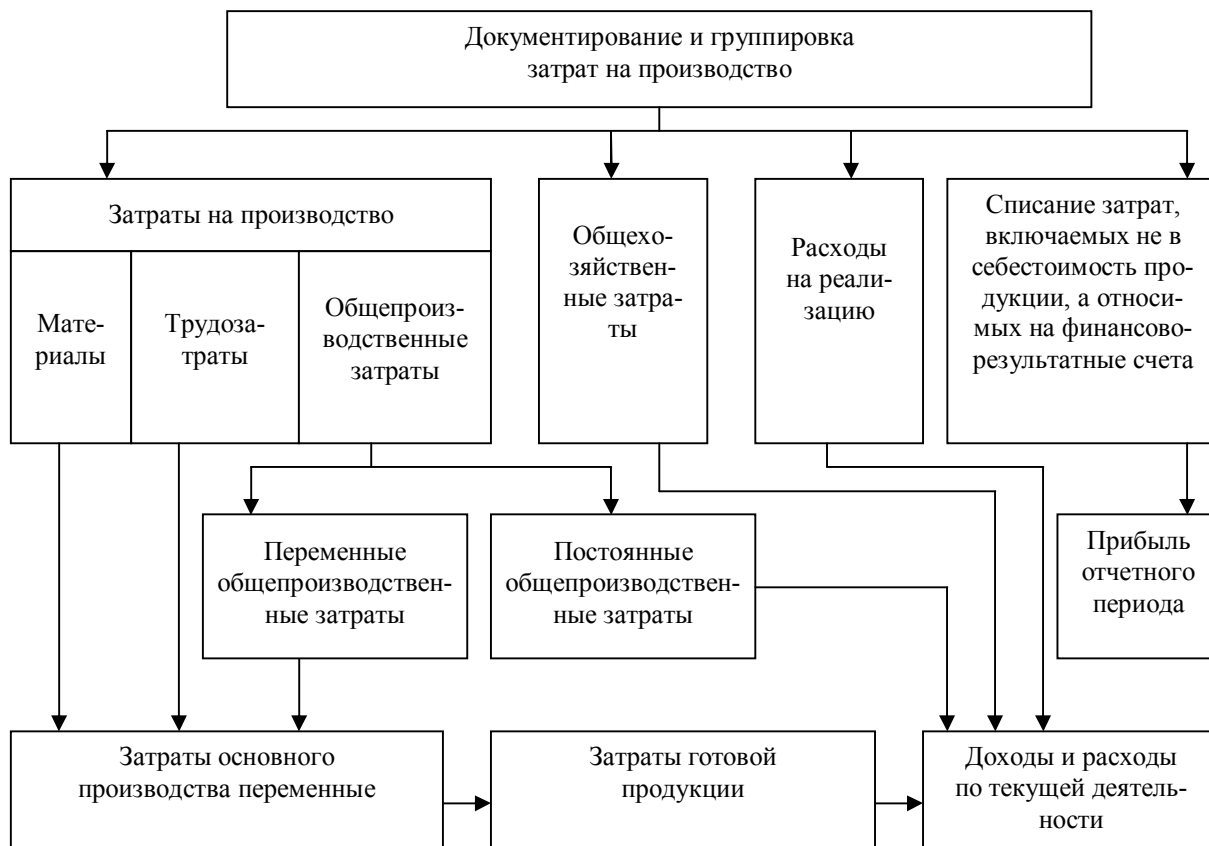 Документирование и группировка
затрат на производство
Затраты на производство
Мате-
риалы
Трудоза-
траты
Общепроиз-
водственные
затраты
Общехо-
зяйствен-
ные затра-
ты
Расходы
на реали-
зацию
Списание затрат,
включаемых не в
себестоимость про-
дукции, а относи-
мых на финансово-
результатные счета
Переменные
общепроизводствен-
ные затраты
Постоянные
общепроизводствен-
ные затраты
Прибыль
отчетного
периода
Затраты основного
производства переменные
Затраты готовой
продукции
Доходы и расходы
по текущей деятель-
ности